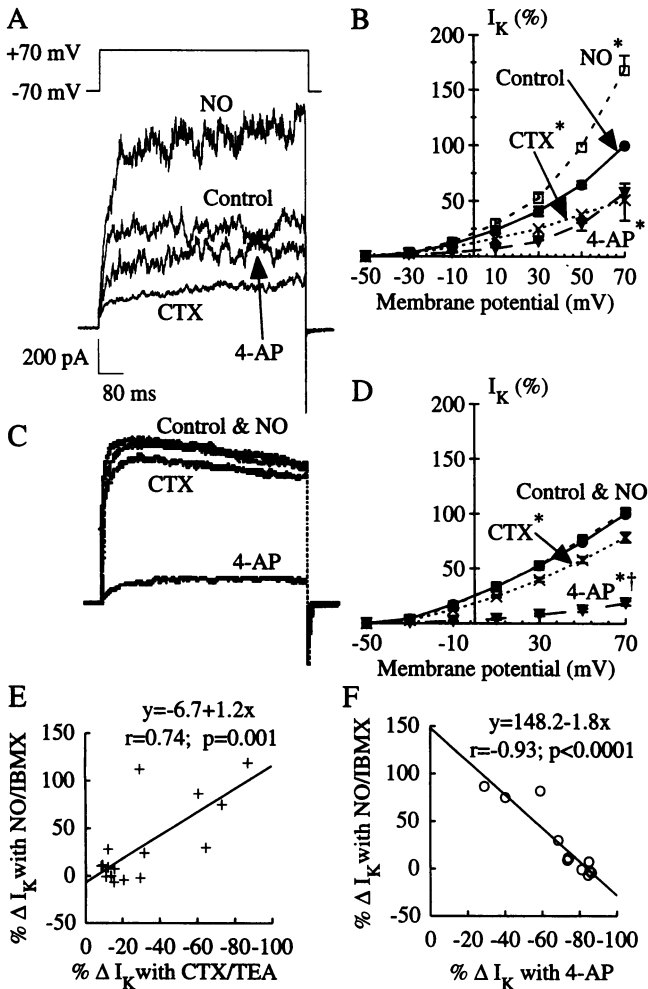 A
+70 mV
-70 mV
NO
Control
CTX
4-AP
200 pA
80 ms
B
I_K (%)
200
150
100
50
NO*
Control
CTX*
4-AP*
-50 -30 -10 10 30 50 70
Membrane potential (mV)
C
Control & NO
CTX
4-AP
D
I_K (%)
200
150
100
50
Control & NO
CTX*
4-AP*†
-50 -30 -10 10 30 50 70
Membrane potential (mV)
E
y=-6.7+1.2x
r=0.74; p=0.001
% Δ I_K with NO/IBMX
150
100
50
0
-50
0 -20 -40 -60 -80-100
% Δ I_K with CTX/TEA
F
y=148.2-1.8x
r=-0.93; p<0.0001
% Δ I_K with NO/IBMX
150
100
50
0
-50
0 -20 -40 -60 -80-100
% Δ I_K with 4-AP